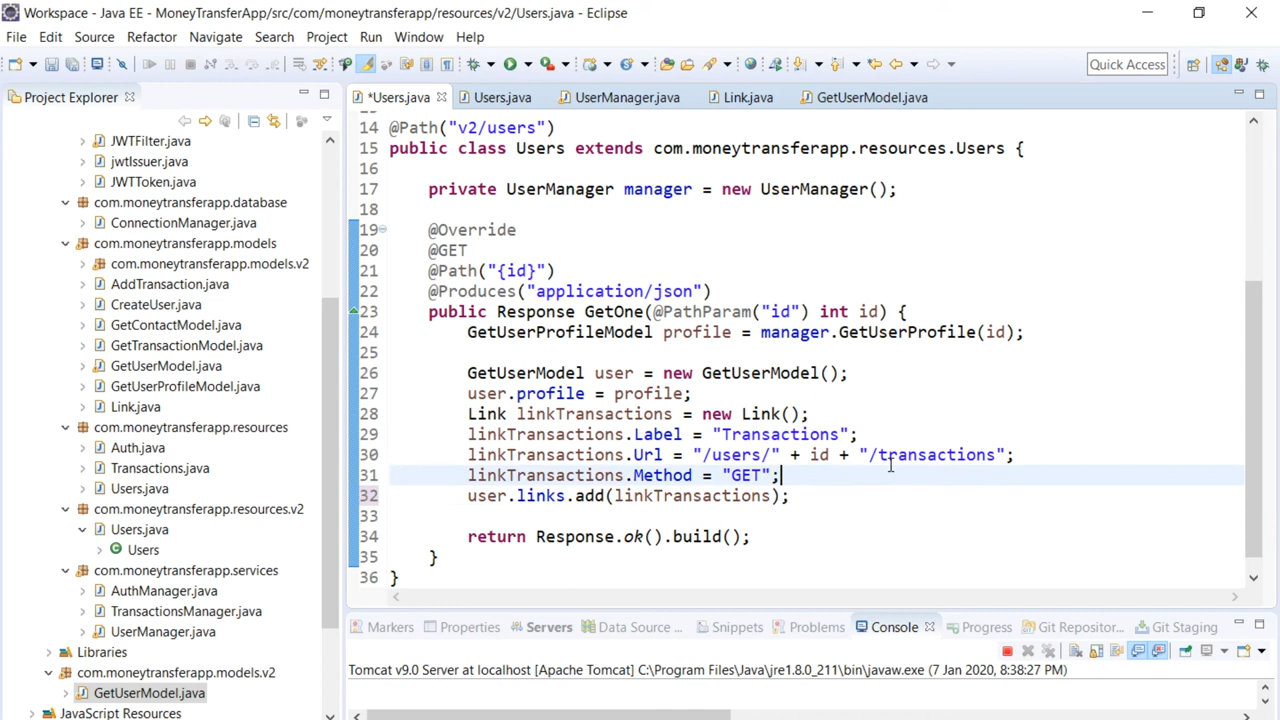 Workspace - Java EE - MoneyTransferApp/src/com/moneytransferapp/resources/v2/Users.java - Eclipse
File Edit Source Refactor Navigate Search Project Run Window Help
Quick Access
Project Explorer
*Users.java Users.java UserManager.java Link.java GetUserModel.java
JWTFilter.java
jwtIssuer.java
JWTToken.java
com.moneytransferapp.database
ConnectionManager.java
com.moneytransferapp.models
com.moneytransferapp.models.v2
AddTransaction.java
CreateUser.java
GetContactModel.java
GetTransactionModel.java
GetUserModel.java
GetUserProfileModel.java
Link.java
com.moneytransferapp.resources
Auth.java
Transactions.java
Users.java
com.moneytransferapp.resources.v2
Users.java
Users
com.moneytransferapp.services
AuthManager.java
TransactionsManager.java
UserManager.java
Libraries
com.moneytransferapp.models.v2
GetUserModel.java
JavaScript Resources
14 @Path("v2/users")
15 public class Users extends com.moneytransferapp.resources.Users {
16
17 private UserManager manager = new UserManager();
18
19 @Override
20 @GET
21 @Path("{id}")
22 @Produces("application/json")
23 public Response GetOne(@PathParam("id") int id) {
24 GetUserProfileModel profile = manager.GetUserProfile(id);
25
26 GetUserModel user = new GetUserModel();
27 user.profile = profile;
28 Link linkTransactions = new Link();
29 linkTransactions.Label = "Transactions";
30 linkTransactions.Url = "/users/" + id + "/transactions";
31 linkTransactions.Method = "GET";
32 user.links.add(linkTransactions);
33
34 return Response.ok().build();
35 }
36 }
Markers Properties Servers Data Source ... Snippets Problems Console Progress Git Repositor... Git Staging
Tomcat v9.0 Server at localhost [Apache Tomcat] C:\Program Files\Java\jre1.8.0_211\bin\javaw.exe (7 Jan 2020, 8:38:27 PM)